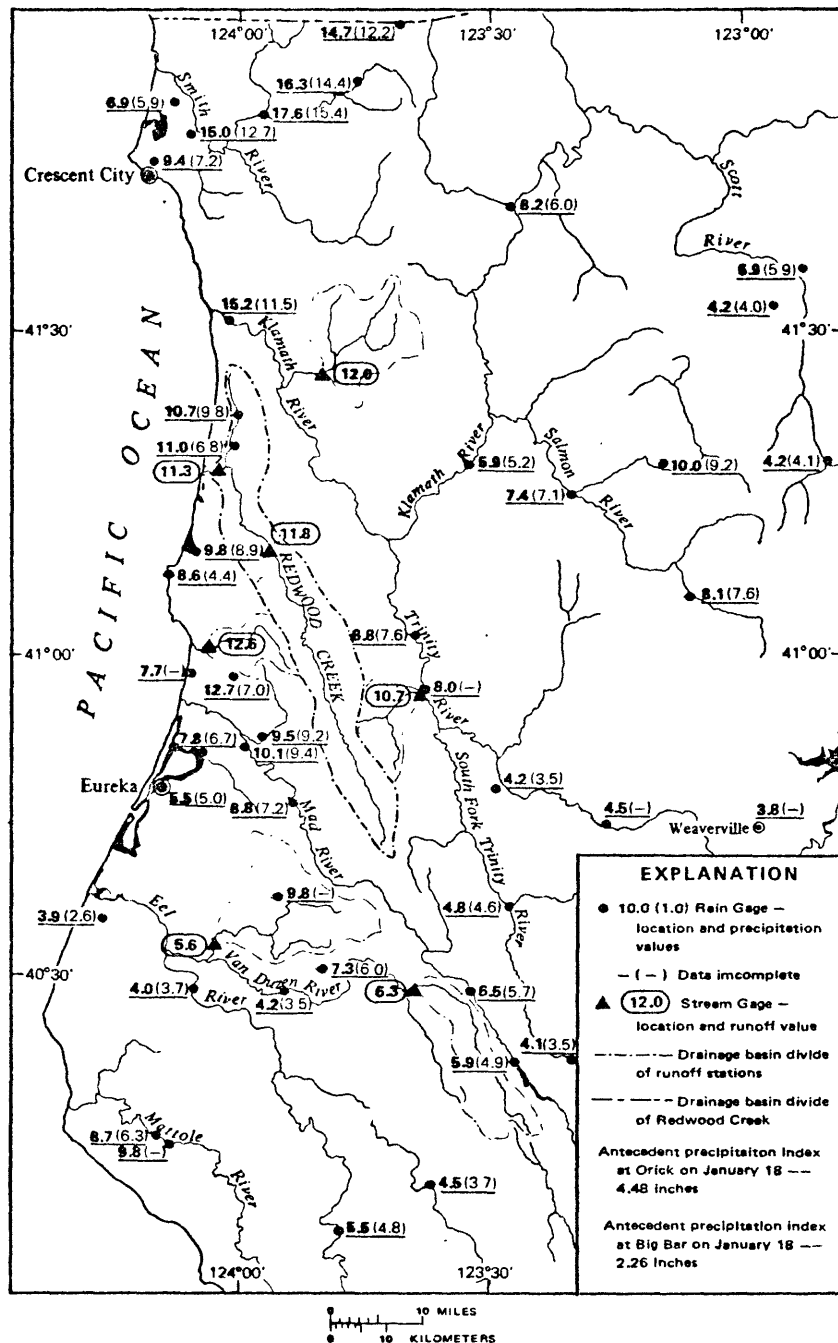 124°00'
123°30'
123°00'
14.7(12.2)
16.3(14.4)
Smith
6.9(5.9)
17.6(15.4)
15.0(12.7)
9.4(7.2)
Crescent City
River
Scott
8.2(6.0)
River
(5.9)
4.2(4.0)
15.2(11.5)
41°30'
41°30'
Klamath
12.0
River
PACIFIC OCEAN
10.7(9.8)
11.0(6.8)
11.3
Klamath River
(5.2)
Salmon
10.0(9.2)
4.2(4.1)
7.4(7.1)
River
11.8
9.8(8.9)
REDWOOD CREEK
8.6(4.4)
8.1(7.6)
Trinity
8.8(7.6)
41°00'
41°00'
12.6
7.7(–)
12.7(7.0)
8.0(–)
10.7
River
7.8(6.7)
9.5(9.2)
10.1(9.4)
South Fork Trinity
River
Eureka
5.5(5.0)
8.8(7.2)
Mad
River
4.2(3.5)
4.5(–)
3.8(–)
Weaverville
Eel
9.8(–)
3.9(2.6)
4.8(4.6)
5.6
Van Duzen River
7.3(6.0)
40°30'
4.0(3.7)
River
4.2(3.5)
6.3
6.5(5.7)
4.1(3.5)
5.9(4.9)
Mattole
8.7(6.3)
9.8(–)
River
4.5(3.7)
5.5(4.8)
124°00'
123°30'
EXPLANATION
10.0 (1.0) Rain Gage –
location and precipitation
values
– (–) Data imcomplete
12.0 Stream Gage –
location and runoff value
Drainage basin divide
of runoff stations
Drainage basin divide
of Redwood Creek
Antecedent precipitaiton Index
at Orick on January 18 ––
4.48 inches
Antecedent precipitation index
at Big Bar on January 18 ––
2.26 Inches
0 10 MILES
0 10 KILOMETERS